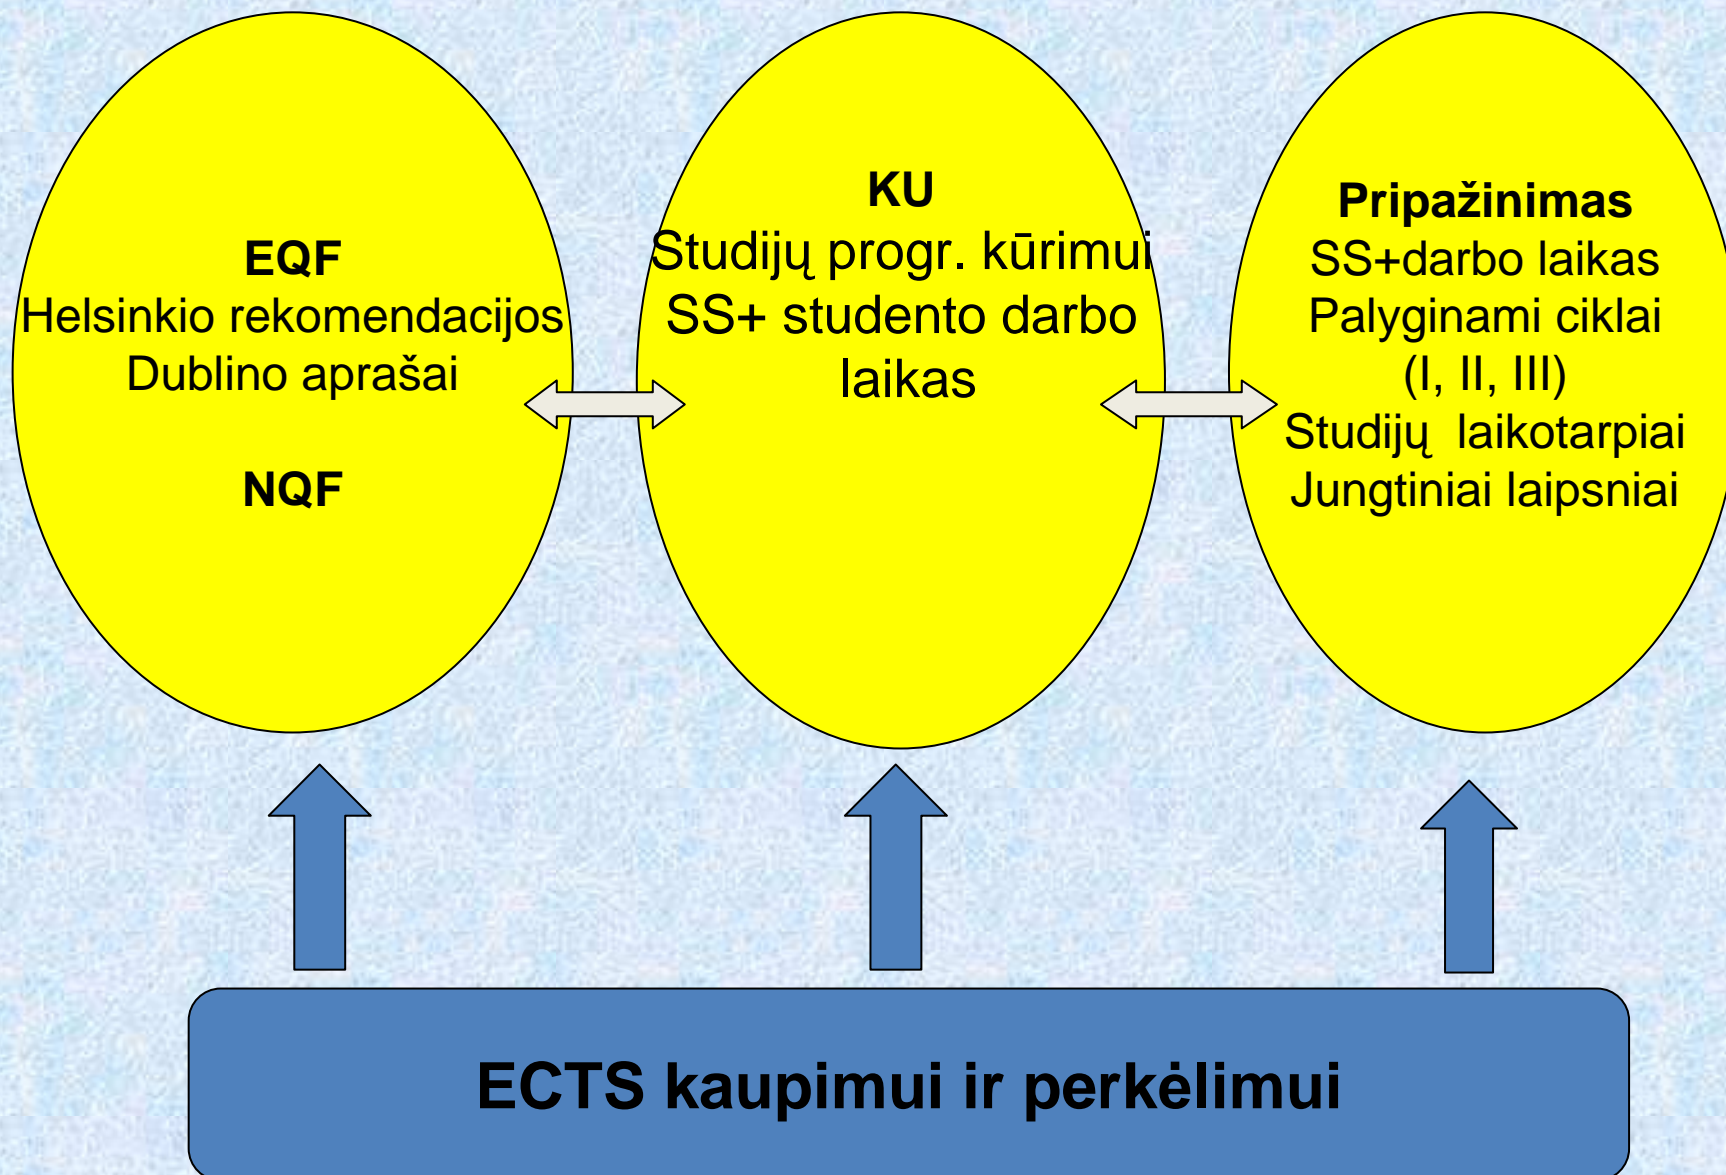 EQF
Helsinkio rekomendacijos
Dublino aprašai
NQF
KU
Studijų progr. kūrimui
SS+ studento darbo
laikas
Pripažinimas
SS+darbo laikas
Palyginami ciklai
(I, II, III)
Studijų laikotarpiai
Jungtiniai laipsniai
ECTS kaupimui ir perkėlimui